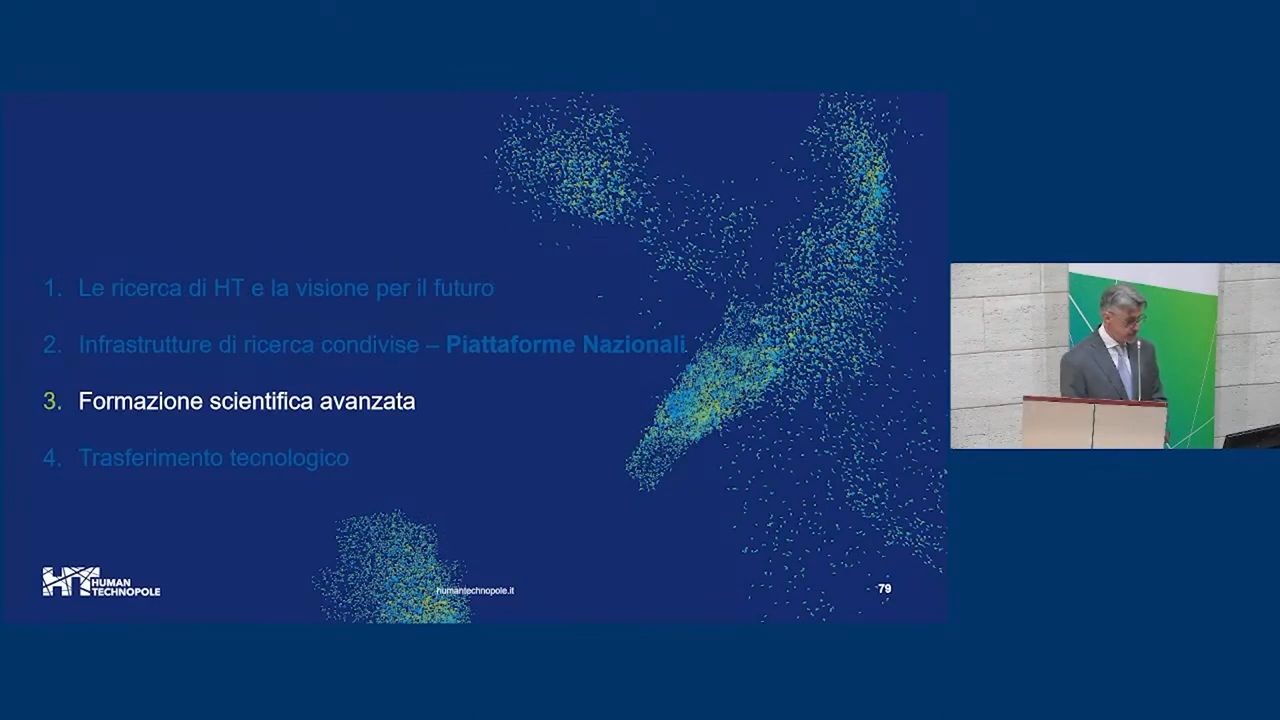 1. Le ricerca di HT e la visione per il futuro
2. Infrastrutture di ricerca condivise – Piattaforme Nazionali
3. Formazione scientifica avanzata
4. Trasferimento tecnologico
HT HUMAN
TECHNOPOLE
humantechnopole.it
79